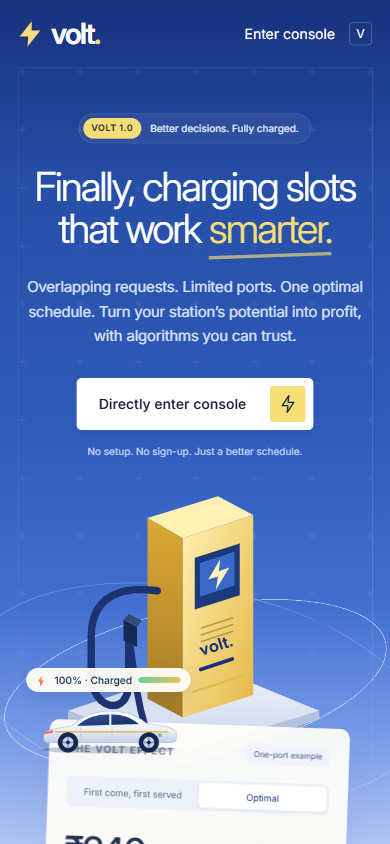 volt.
Enter console
V
VOLT 1.0
Better decisions. Fully charged.
Finally, charging slots
that work smarter.
Overlapping requests. Limited ports. One optimal
schedule. Turn your station's potential into profit,
with algorithms you can trust.
Directly enter console
No setup. No sign-up. Just a better schedule.
volt.
100% · Charged
THE VOLT EFFECT
One-port example
First come, first served
Optimal